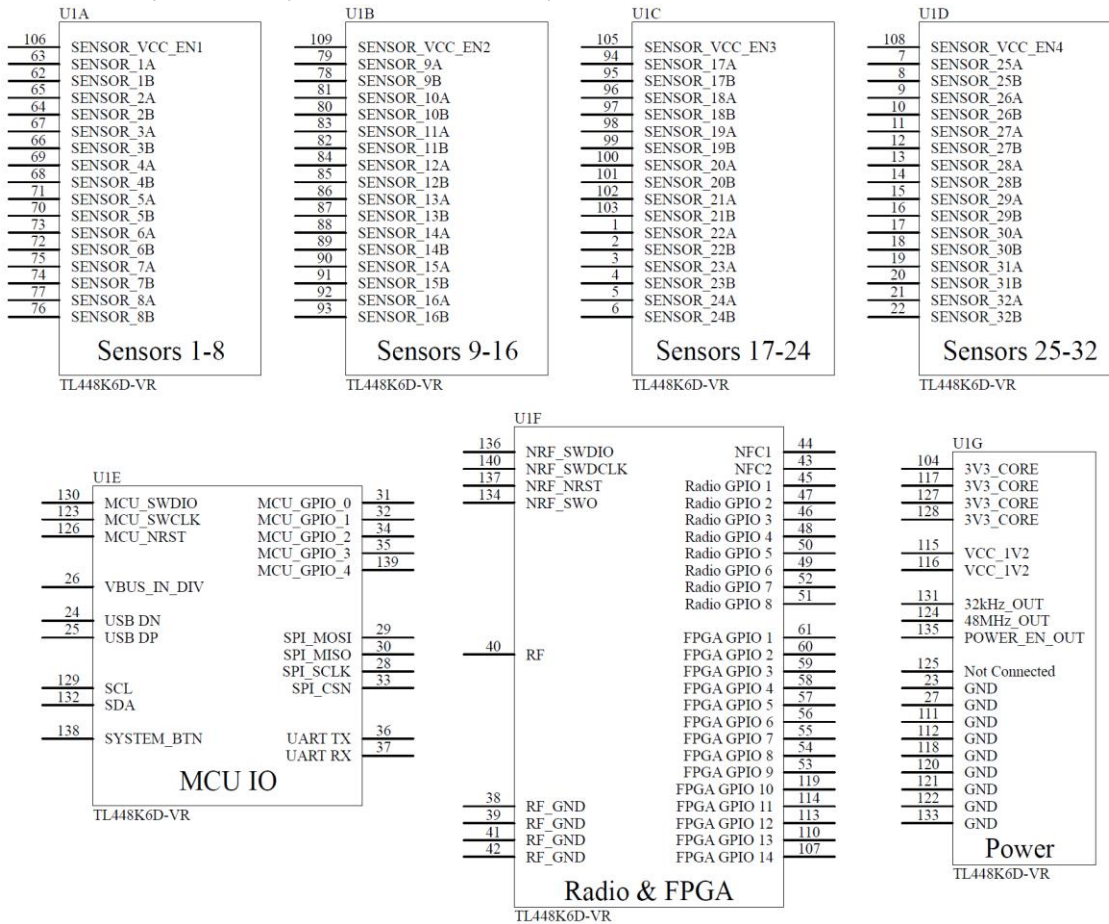 U1A
106 SENSOR_VCC_EN1
63 SENSOR_1A
62 SENSOR_1B
65 SENSOR_2A
64 SENSOR_2B
67 SENSOR_3A
66 SENSOR_3B
69 SENSOR_4A
68 SENSOR_4B
71 SENSOR_5A
70 SENSOR_5B
73 SENSOR_6A
72 SENSOR_6B
75 SENSOR_7A
74 SENSOR_7B
77 SENSOR_8A
76 SENSOR_8B
Sensors 1-8
TL448K6D-VR
U1B
109 SENSOR_VCC_EN2
79 SENSOR_9A
78 SENSOR_9B
81 SENSOR_10A
80 SENSOR_10B
83 SENSOR_11A
82 SENSOR_11B
84 SENSOR_12A
85 SENSOR_12B
86 SENSOR_13A
87 SENSOR_13B
88 SENSOR_14A
89 SENSOR_14B
90 SENSOR_15A
91 SENSOR_15B
92 SENSOR_16A
93 SENSOR_16B
Sensors 9-16
TL448K6D-VR
U1C
105 SENSOR_VCC_EN3
94 SENSOR_17A
95 SENSOR_17B
96 SENSOR_18A
97 SENSOR_18B
98 SENSOR_19A
99 SENSOR_19B
100 SENSOR_20A
101 SENSOR_20B
102 SENSOR_21A
103 SENSOR_21B
1 SENSOR_22A
2 SENSOR_22B
3 SENSOR_23A
4 SENSOR_23B
5 SENSOR_24A
6 SENSOR_24B
Sensors 17-24
TL448K6D-VR
U1D
108 SENSOR_VCC_EN4
7 SENSOR_25A
8 SENSOR_25B
9 SENSOR_26A
10 SENSOR_26B
11 SENSOR_27A
12 SENSOR_27B
13 SENSOR_28A
14 SENSOR_28B
15 SENSOR_29A
16 SENSOR_29B
17 SENSOR_30A
18 SENSOR_30B
19 SENSOR_31A
20 SENSOR_31B
21 SENSOR_32A
22 SENSOR_32B
Sensors 25-32
TL448K6D-VR
U1E
130 MCU_SWDIO MCU_GPIO_0 31
123 MCU_SWCLK MCU_GPIO_1 32
126 MCU_NRST MCU_GPIO_2 34
MCU_GPIO_3 35
MCU_GPIO_4 139
26 VBUS_IN_DIV
24 USB DN
25 USB DP SPI_MOSI 29
SPI_MISO 30
SPI_SCLK 28
129 SCL SPI_CSN 33
132 SDA
138 SYSTEM_BTN UART TX 36
UART RX 37
MCU IO
TL448K6D-VR
U1F
136 NRF_SWDIO NFC1 44
140 NRF_SWDCLK NFC2 43
137 NRF_NRST Radio GPIO 1 45
134 NRF_SWO Radio GPIO 2 47
Radio GPIO 3 46
Radio GPIO 4 48
Radio GPIO 5 50
Radio GPIO 6 49
Radio GPIO 7 52
Radio GPIO 8 51
FPGA GPIO 1 61
40 RF FPGA GPIO 2 60
FPGA GPIO 3 59
FPGA GPIO 4 58
FPGA GPIO 5 57
FPGA GPIO 6 56
FPGA GPIO 7 55
FPGA GPIO 8 54
FPGA GPIO 9 53
FPGA GPIO 10 119
38 RF_GND FPGA GPIO 11 114
39 RF_GND FPGA GPIO 12 113
41 RF_GND FPGA GPIO 13 110
42 RF_GND FPGA GPIO 14 107
Radio & FPGA
TL448K6D-VR
U1G
104 3V3_CORE
117 3V3_CORE
127 3V3_CORE
128 3V3_CORE
115 VCC_1V2
116 VCC_1V2
131 32kHz_OUT
124 48MHz_OUT
135 POWER_EN_OUT
125 Not Connected
23 GND
27 GND
111 GND
112 GND
118 GND
120 GND
121 GND
122 GND
133 GND
Power
TL448K6D-VR